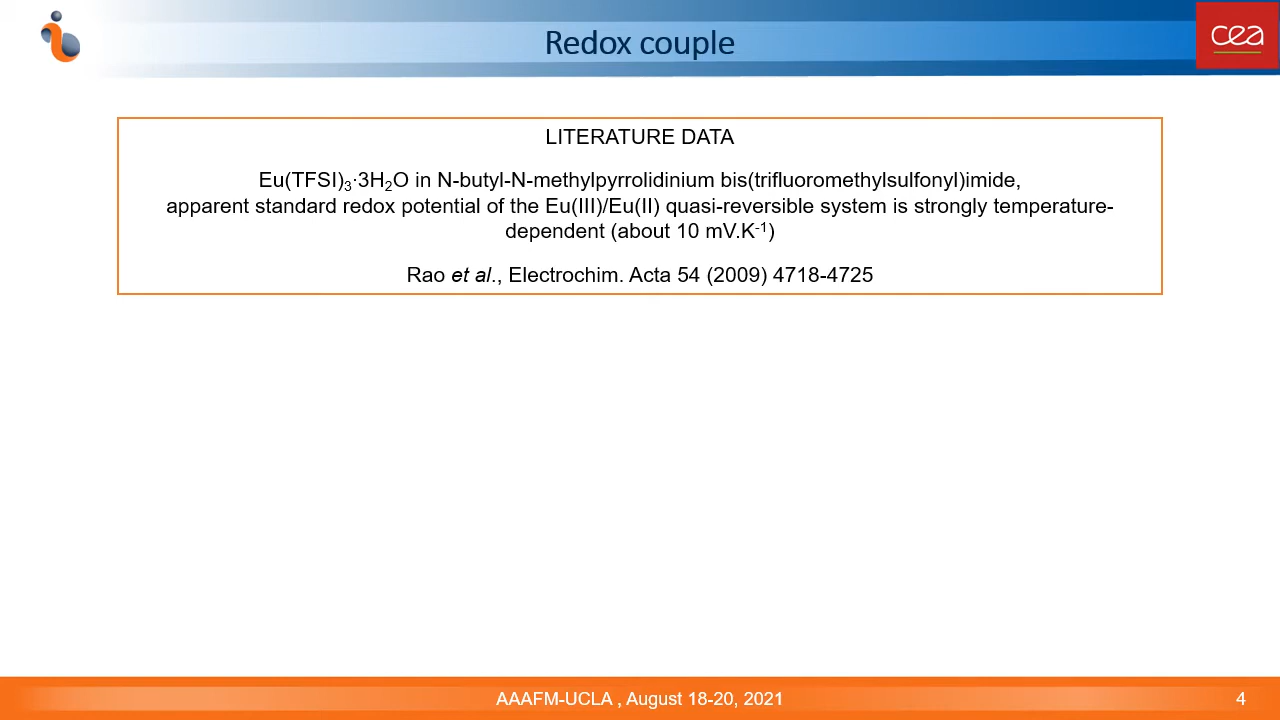 Redox couple
cea
LITERATURE DATA
Eu(TFSI)₃·3H₂O in N-butyl-N-methylpyrrolidinium bis(trifluoromethylsulfonyl)imide,
apparent standard redox potential of the Eu(III)/Eu(II) quasi-reversible system is strongly temperature-
dependent (about 10 mV.K⁻¹)
Rao et al., Electrochim. Acta 54 (2009) 4718-4725
AAAFM-UCLA , August 18-20, 2021
4